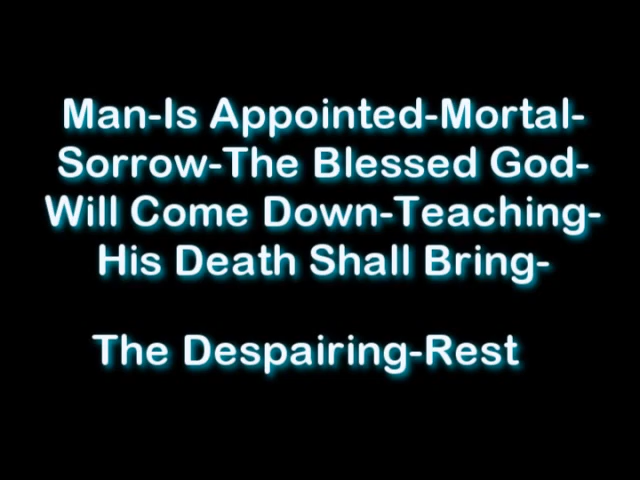 Man-Is Appointed-Mortal-
Sorrow-The Blessed God-
Will Come Down-Teaching-
His Death Shall Bring-
The Despairing-Rest